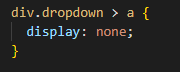 div.dropdown > a {
  display: none;
}